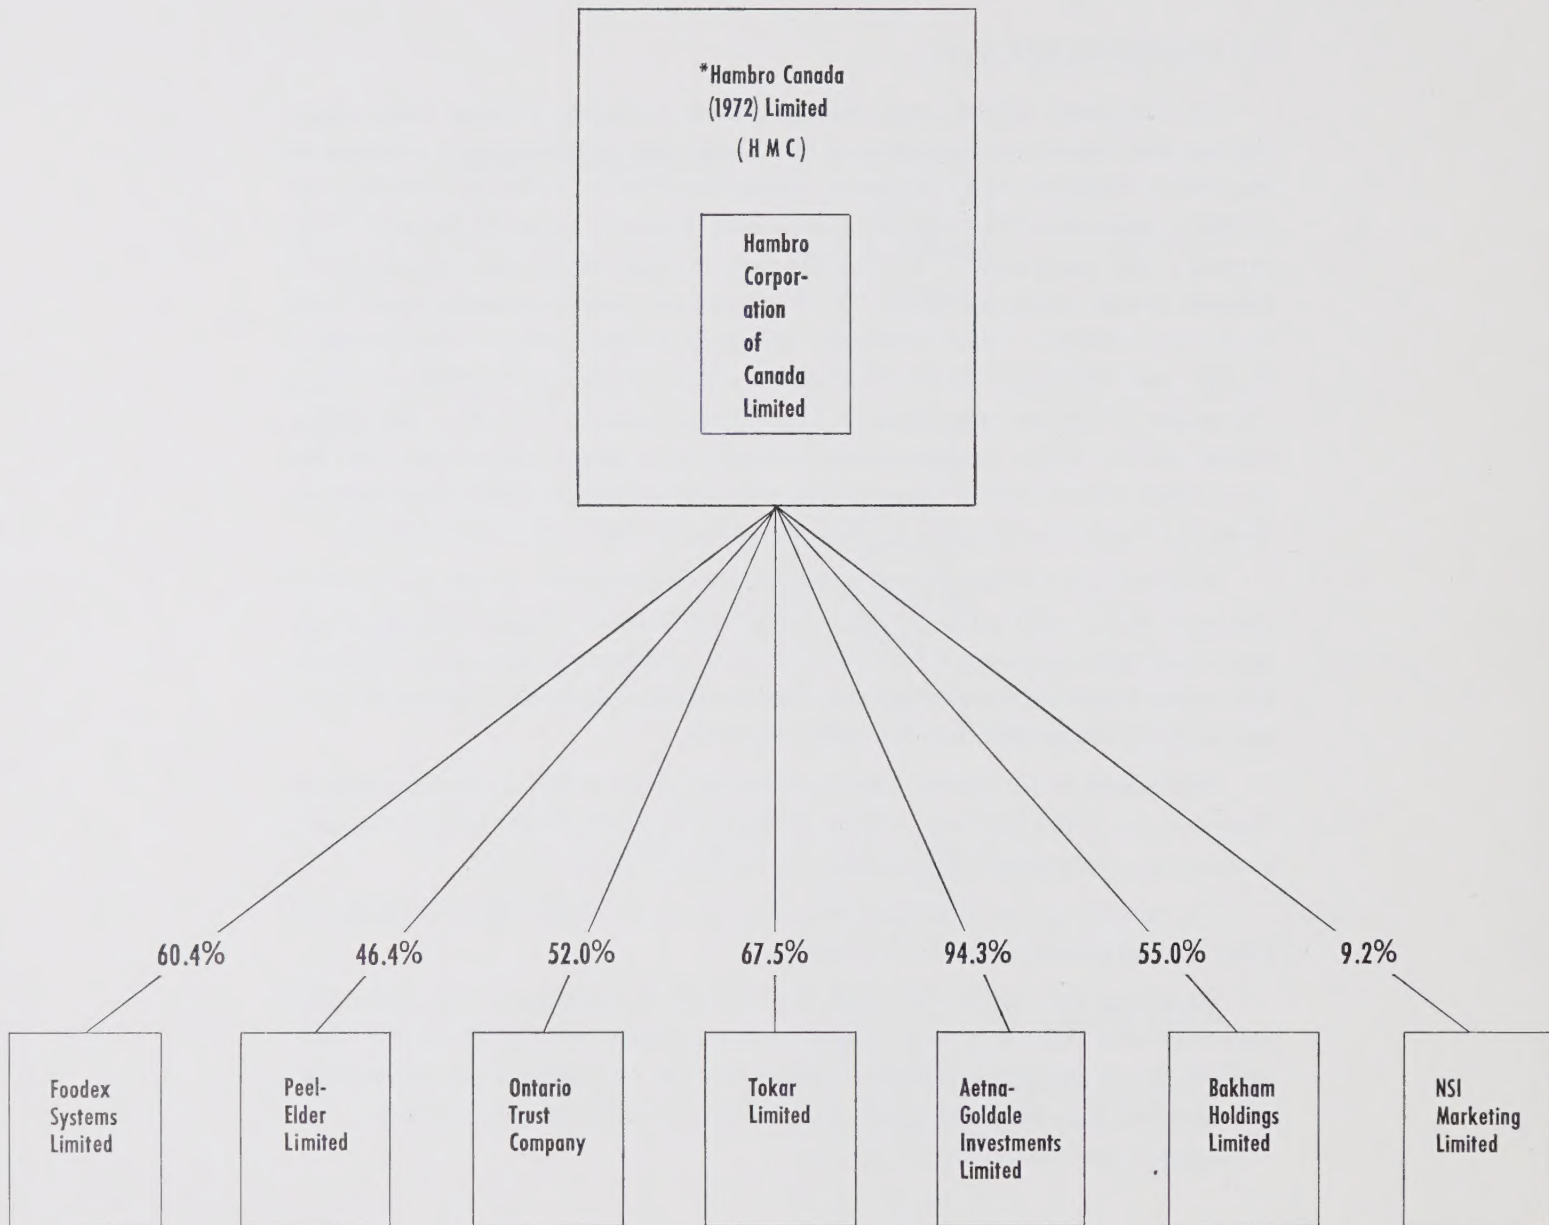 *Hambro Canada
(1972) Limited
(HMC)
Hambro
Corpor-
ation
of
Canada
Limited
60.4%
46.4%
52.0%
67.5%
94.3%
55.0%
9.2%
Foodex
Systems
Limited
Peel-
Elder
Limited
Ontario
Trust
Company
Tokar
Limited
Aetna-
Goldale
Investments
Limited
Bakham
Holdings
Limited
NSI
Marketing
Limited